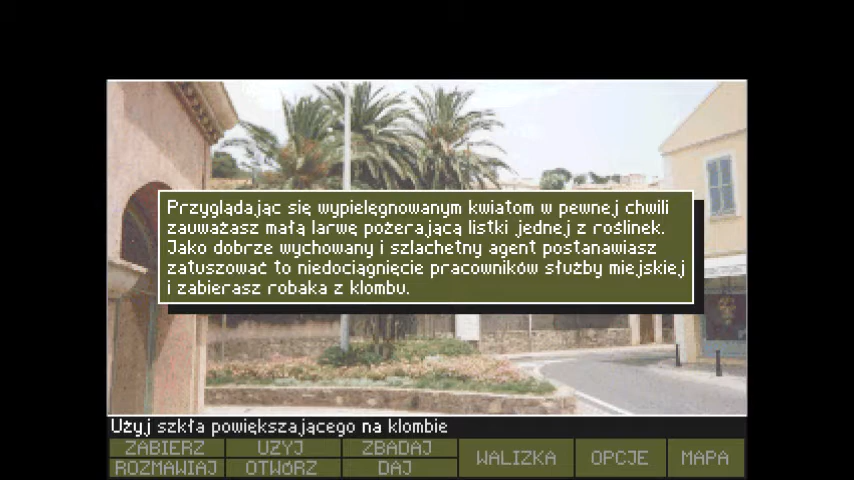 Przyglądając się wypielęgnowanym kwiatom w pewnej chwili
zauważasz małą larwę pożerającą listki jednej z roślinek.
Jako dobrze wychowany i szlachetny agent postanawiasz
zatuszować to niedociągnięcie pracowników służby miejskiej
i zabierasz robaka z klombu.
Użyj szkła powiększającego na klombie
ZABIERZ UŻYJ ZBADAJ
ROZMAWIAJ OTWÓRZ DAJ
WALIZKA OPCJE MAPA